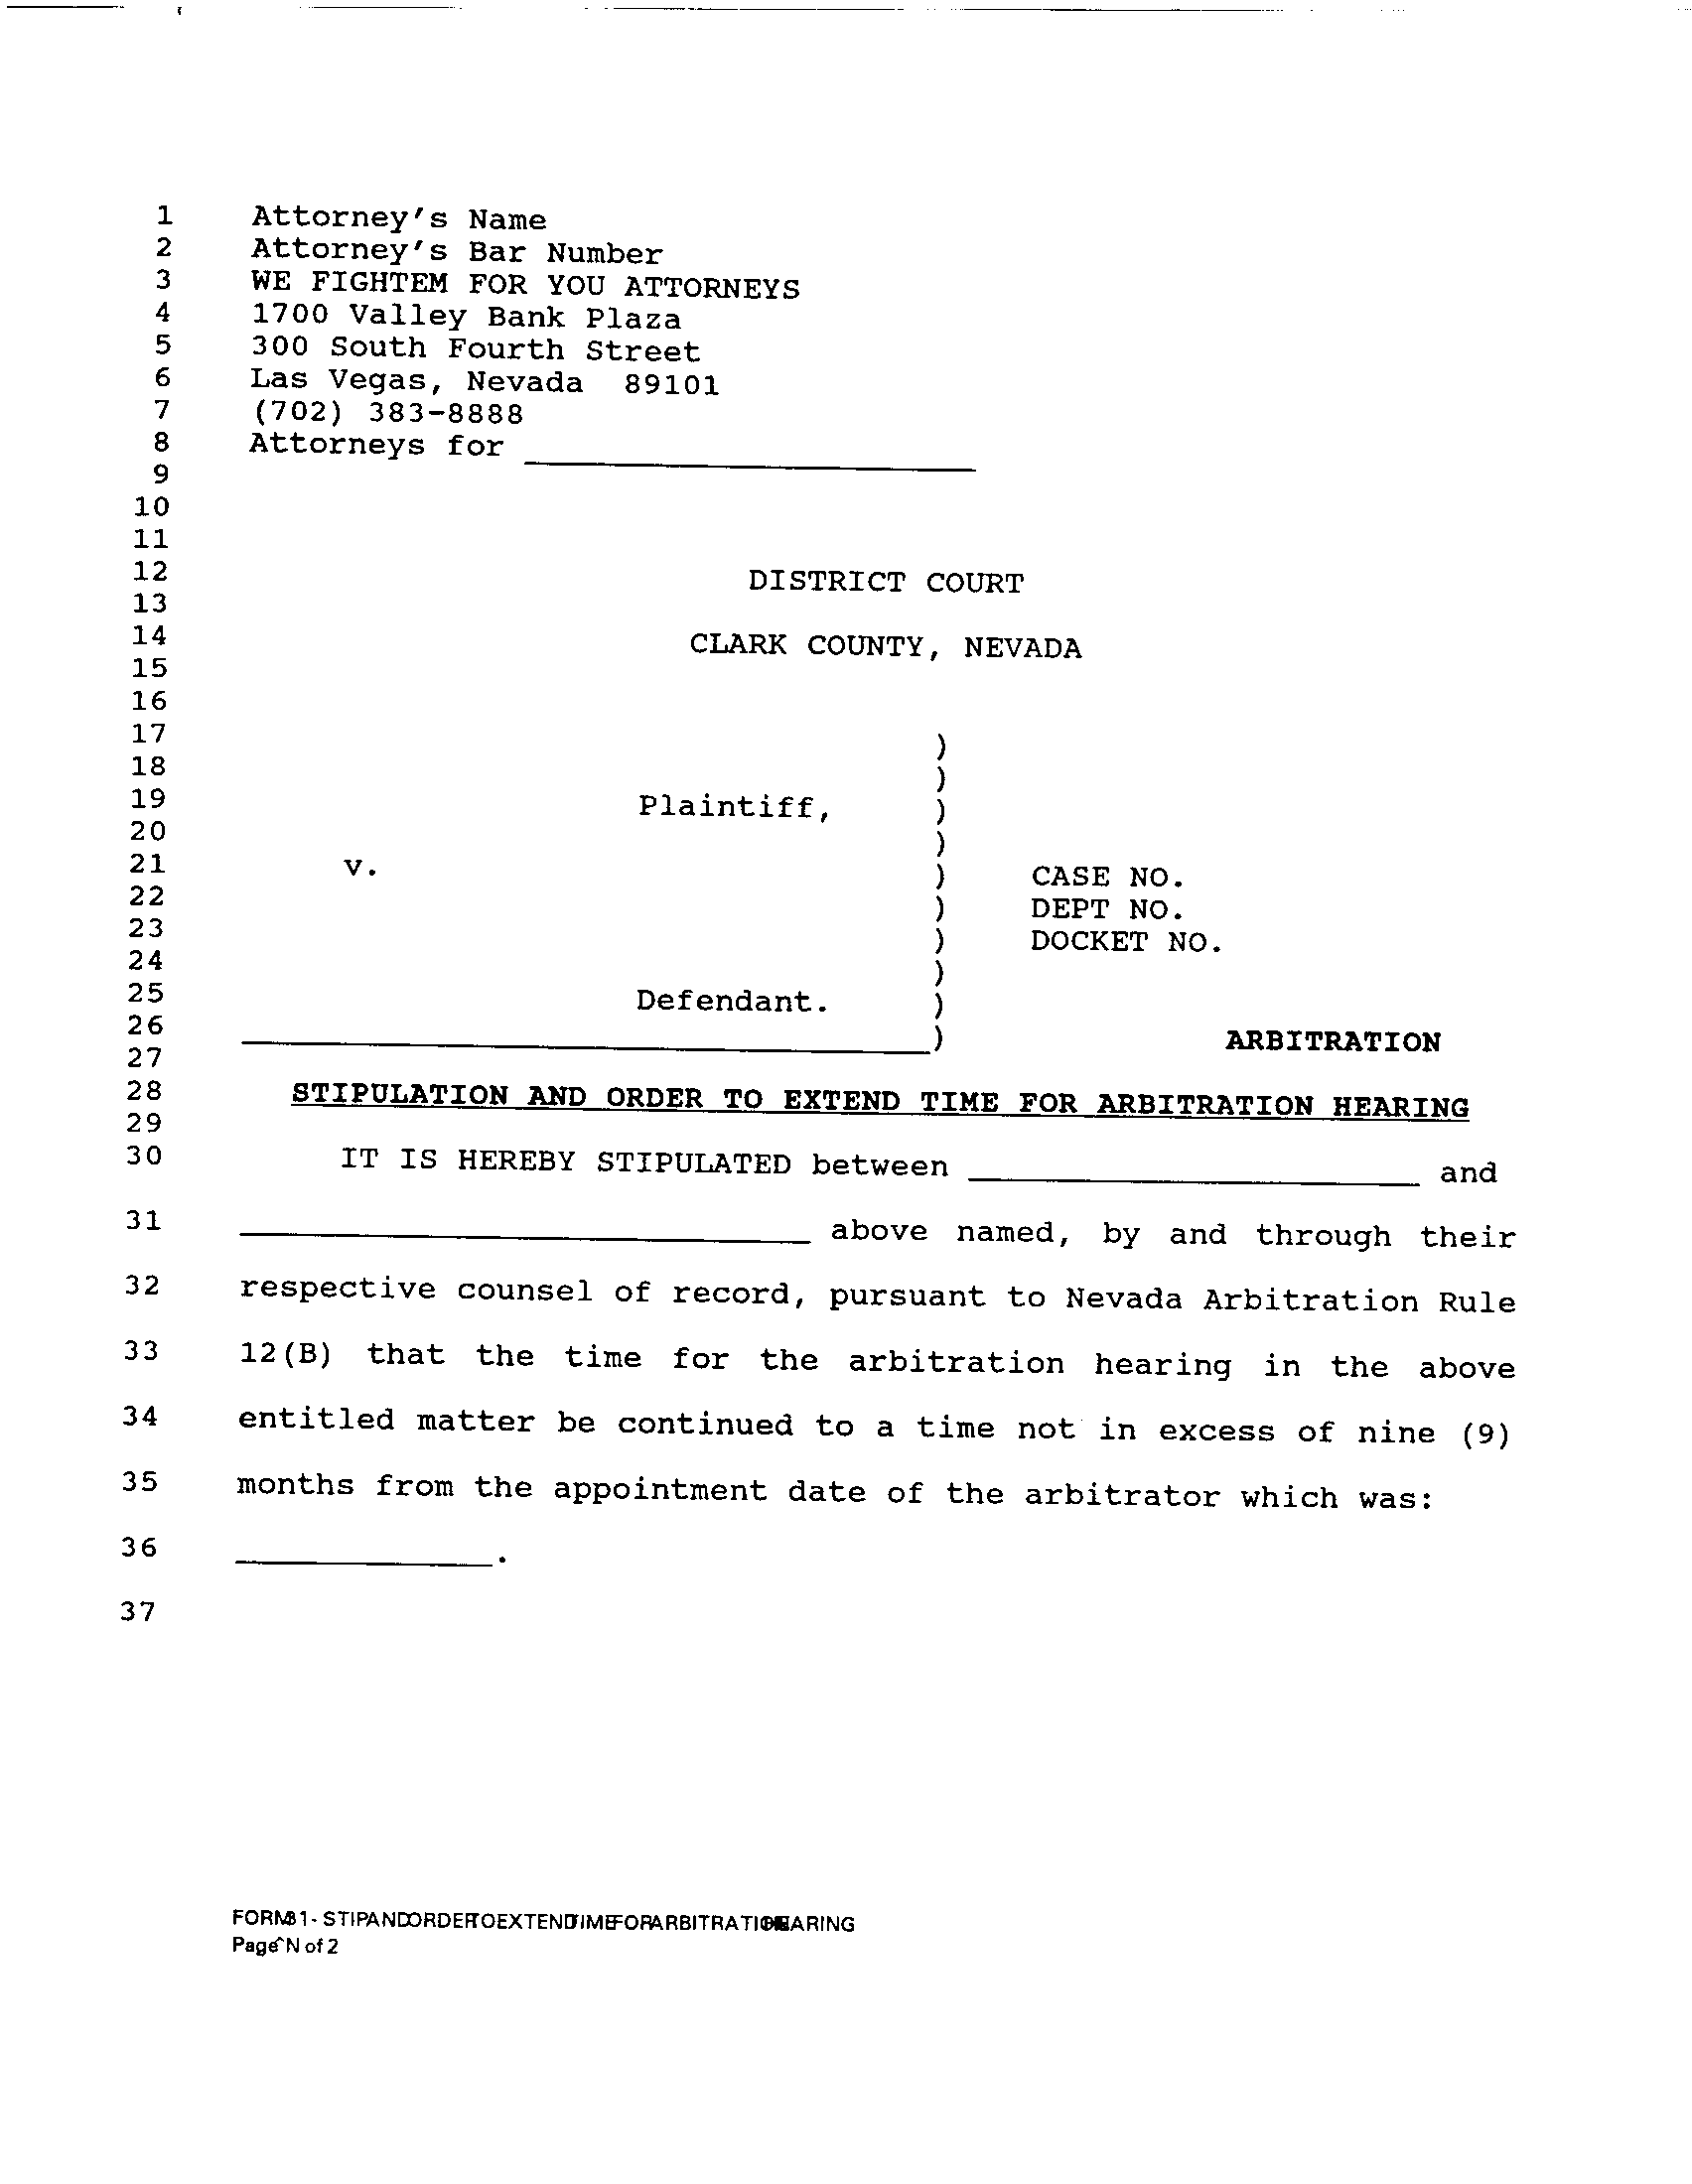 1 Attorney's Name
2 Attorney's Bar Number
3 WE FIGHTEM FOR YOU ATTORNEYS
4 1700 Valley Bank Plaza
5 300 South Fourth Street
6 Las Vegas, Nevada 89101
7 (702) 383-8888
8 Attorneys for
9
10
11
12 DISTRICT COURT
13
14 CLARK COUNTY, NEVADA
15
16
17 )
18 )
19 Plaintiff, )
20 )
21 v. ) CASE NO.
22 ) DEPT NO.
23 ) DOCKET NO.
24 )
25 Defendant. )
26 ) ARBITRATION
27
28 STIPULATION AND ORDER TO EXTEND TIME FOR ARBITRATION HEARING
29
30 IT IS HEREBY STIPULATED between and
31 above named, by and through their
32 respective counsel of record, pursuant to Nevada Arbitration Rule
33 12(B) that the time for the arbitration hearing in the above
34 entitled matter be continued to a time not in excess of nine (9)
35 months from the appointment date of the arbitrator which was:
36 .
37
STIPANDORDERTOEXTENDTIMEFORARBITRATIONHEARING
Page^N of 2